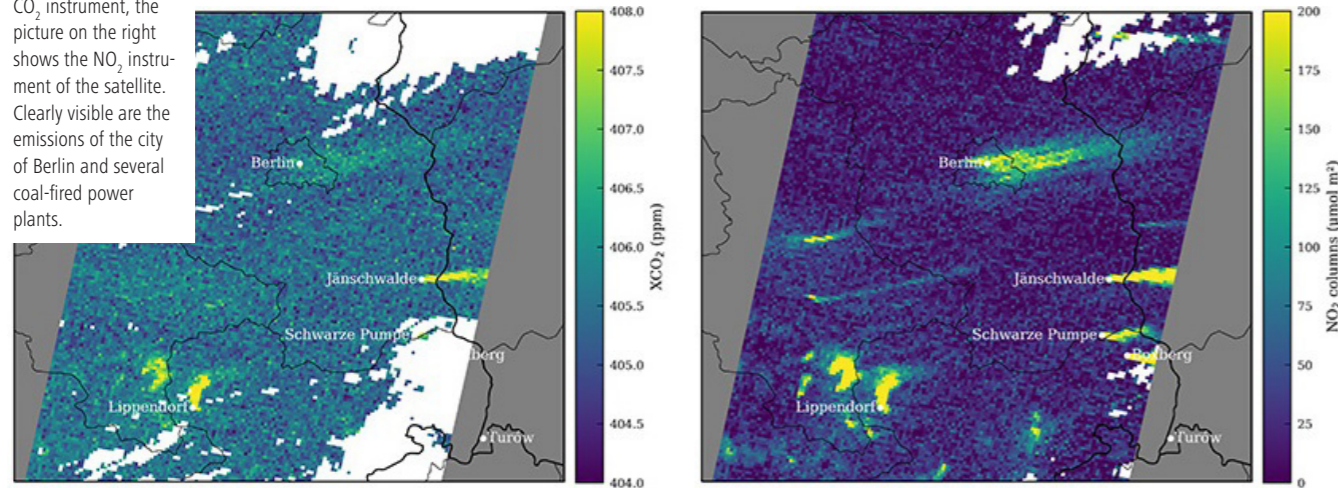 CO₂ instrument, the
picture on the right
shows the NO₂ instru-
ment of the satellite.
Clearly visible are the
emissions of the city
of Berlin and several
coal-fired power
plants.
Berlin
Jänschwalde
Schwarze Pumpe
berg
Lippendorf
Turów
408.0
407.5
407.0
406.5
406.0
405.5
405.0
404.5
404.0
XCO₂ (ppm)
Berlin
Jänschwalde
Schwarze Pumpe
Boxberg
Lippendorf
Turów
200
175
150
125
100
75
50
25
0
NO₂ columns (μmol m²)